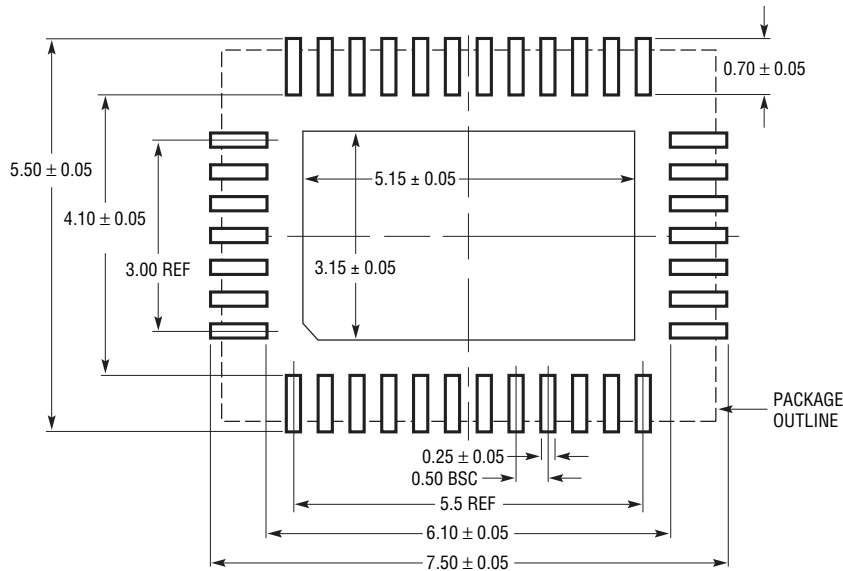 0.70 ± 0.05
5.50 ± 0.05
5.15 ± 0.05
4.10 ± 0.05
3.00 REF
3.15 ± 0.05
PACKAGE
OUTLINE
0.25 ± 0.05
0.50 BSC
5.5 REF
6.10 ± 0.05
7.50 ± 0.05